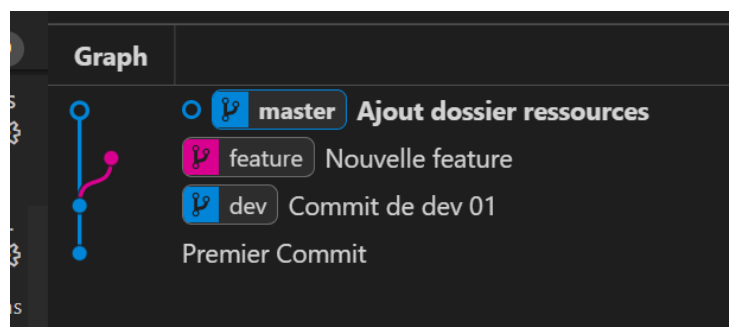 Graph
master Ajout dossier ressources
feature Nouvelle feature
dev Commit de dev 01
Premier Commit